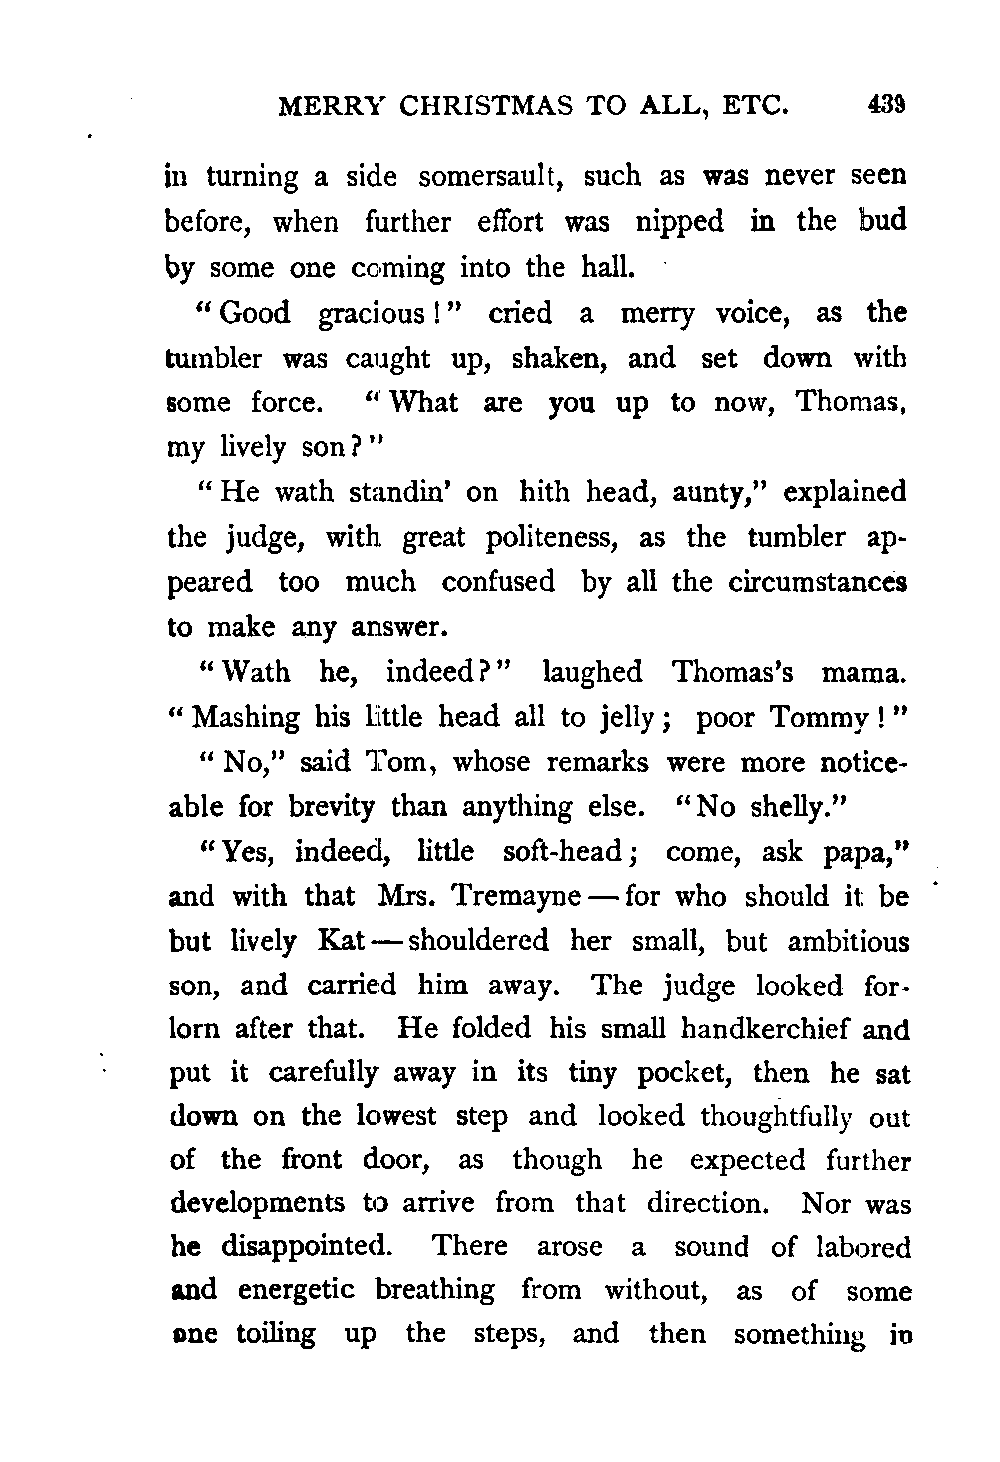 MERRY CHRISTMAS TO ALL, ETC. 439
in turning a side somersault, such as was never seen
before, when further effort was nipped in the bud
by some one coming into the hall.
“Good gracious!” cried a merry voice, as the
tumbler was caught up, shaken, and set down with
some force. “What are you up to now, Thomas,
my lively son?”
“He wath standin’ on hith head, aunty,” explained
the judge, with great politeness, as the tumbler ap-
peared too much confused by all the circumstances
to make any answer.
“Wath he, indeed?” laughed Thomas’s mama.
“Mashing his little head all to jelly; poor Tommy!”
“No,” said Tom, whose remarks were more notice-
able for brevity than anything else. “No shelly.”
“Yes, indeed, little soft-head; come, ask papa,”
and with that Mrs. Tremayne — for who should it be
but lively Kat — shouldered her small, but ambitious
son, and carried him away. The judge looked for-
lorn after that. He folded his small handkerchief and
put it carefully away in its tiny pocket, then he sat
down on the lowest step and looked thoughtfully out
of the front door, as though he expected further
developments to arrive from that direction. Nor was
he disappointed. There arose a sound of labored
and energetic breathing from without, as of some
one toiling up the steps, and then something in